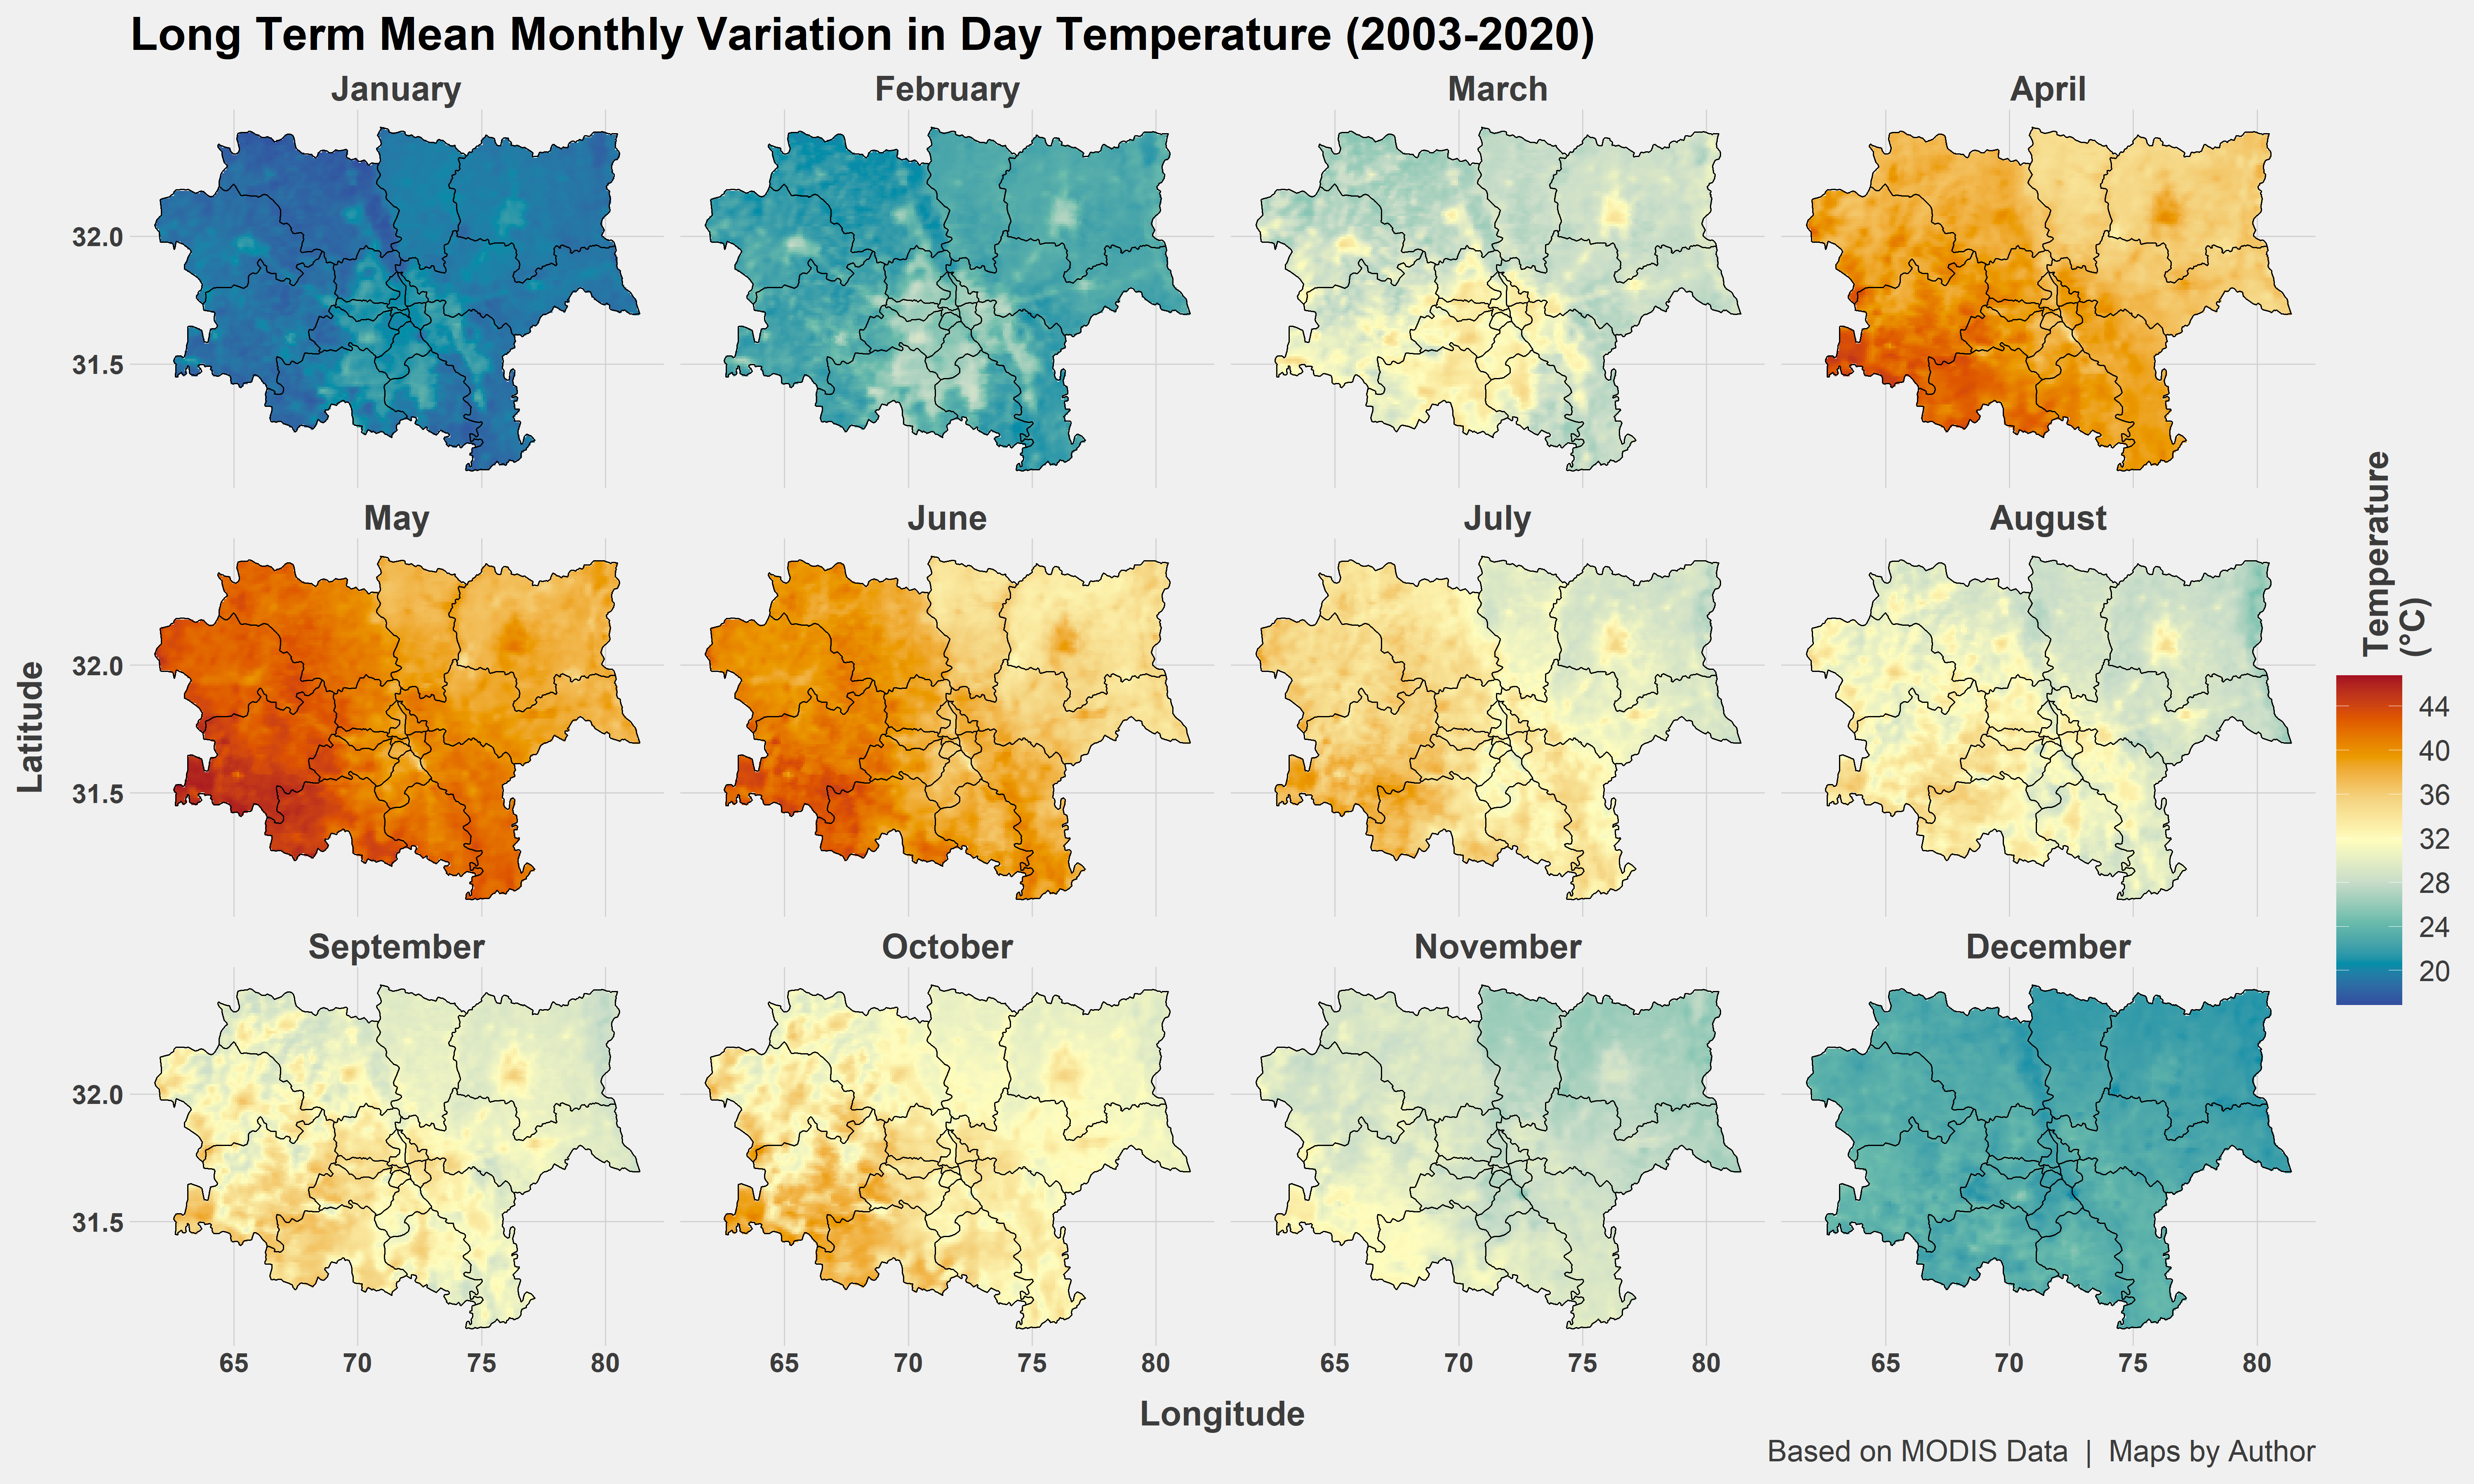 Long Term Mean Monthly Variation in Day Temperature (2003-2020)
January
February
March
April
32.0
31.5
May
June
July
August
32.0
31.5
September
October
November
December
32.0
31.5
65 70 75 80
65 70 75 80
65 70 75 80
65 70 75 80
Latitude
Longitude
Temperature
(°C)
44
40
36
32
28
24
20
Based on MODIS Data | Maps by Author